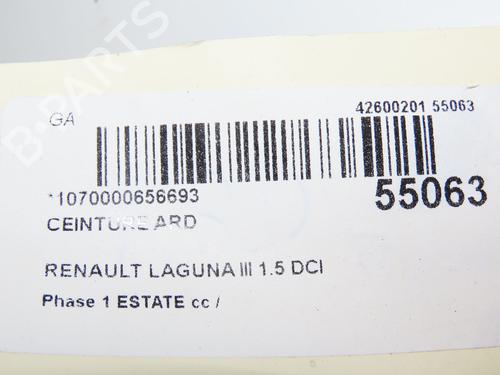 B-PARTS
GA
42600201 55063
*1070000656693
55063
CEINTURE ARD
RENAULT LAGUNA III 1.5 DCI
Phase 1 ESTATE cc /